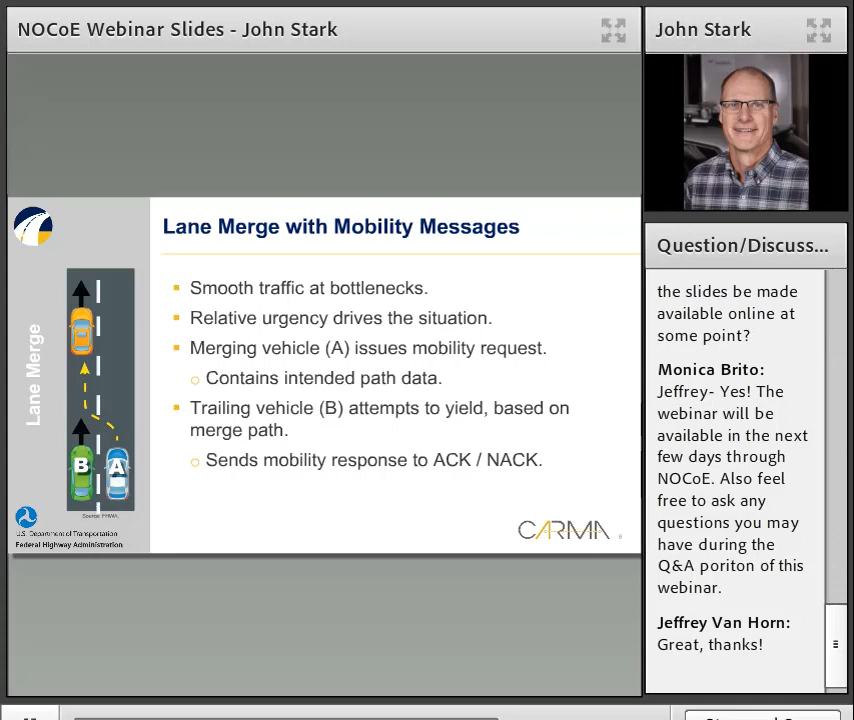 NOCoE Webinar Slides - John Stark
Lane Merge with Mobility Messages
Lane Merge
▪ Smooth traffic at bottlenecks.
▪ Relative urgency drives the situation.
▪ Merging vehicle (A) issues mobility request.
○ Contains intended path data.
▪ Trailing vehicle (B) attempts to yield, based on
merge path.
○ Sends mobility response to ACK / NACK.
B A
Source: FHWA.
U.S. Department of Transportation
Federal Highway Administration
CARMA
John Stark
Question/Discuss...
the slides be made
available online at
some point?
Monica Brito:
Jeffrey- Yes! The
webinar will be
available in the next
few days through
NOCoE. Also feel
free to ask any
questions you may
have during the
Q&A poriton of this
webinar.
Jeffrey Van Horn:
Great, thanks!